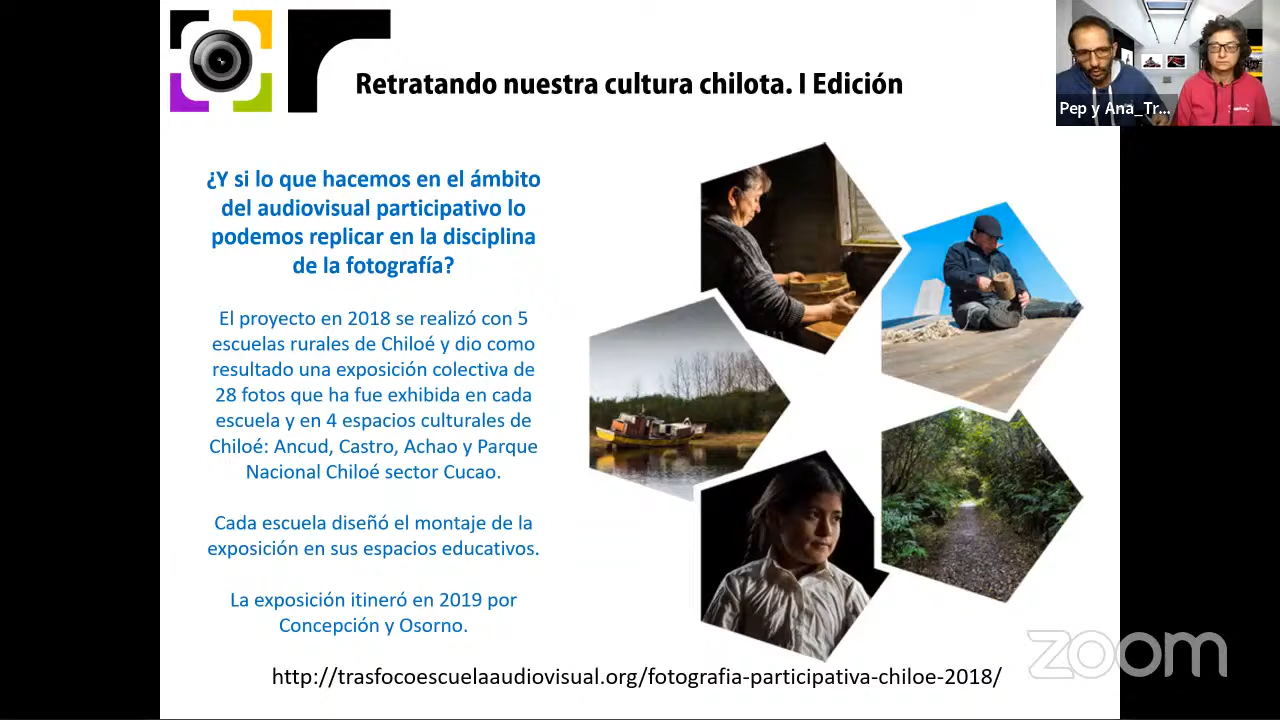 Retratando nuestra cultura chilota. I Edición
Pep y Ana_Tr...
¿Y si lo que hacemos en el ámbito
del audiovisual participativo lo
podemos replicar en la disciplina
de la fotografía?
El proyecto en 2018 se realizó con 5
escuelas rurales de Chiloé y dio como
resultado una exposición colectiva de
28 fotos que ha fue exhibida en cada
escuela y en 4 espacios culturales de
Chiloé: Ancud, Castro, Achao y Parque
Nacional Chiloé sector Cucao.
Cada escuela diseñó el montaje de la
exposición en sus espacios educativos.
La exposición itineró en 2019 por
Concepción y Osorno.
http://trasfocoescuelaaudiovisual.org/fotografia-participativa-chiloe-2018/
zoom